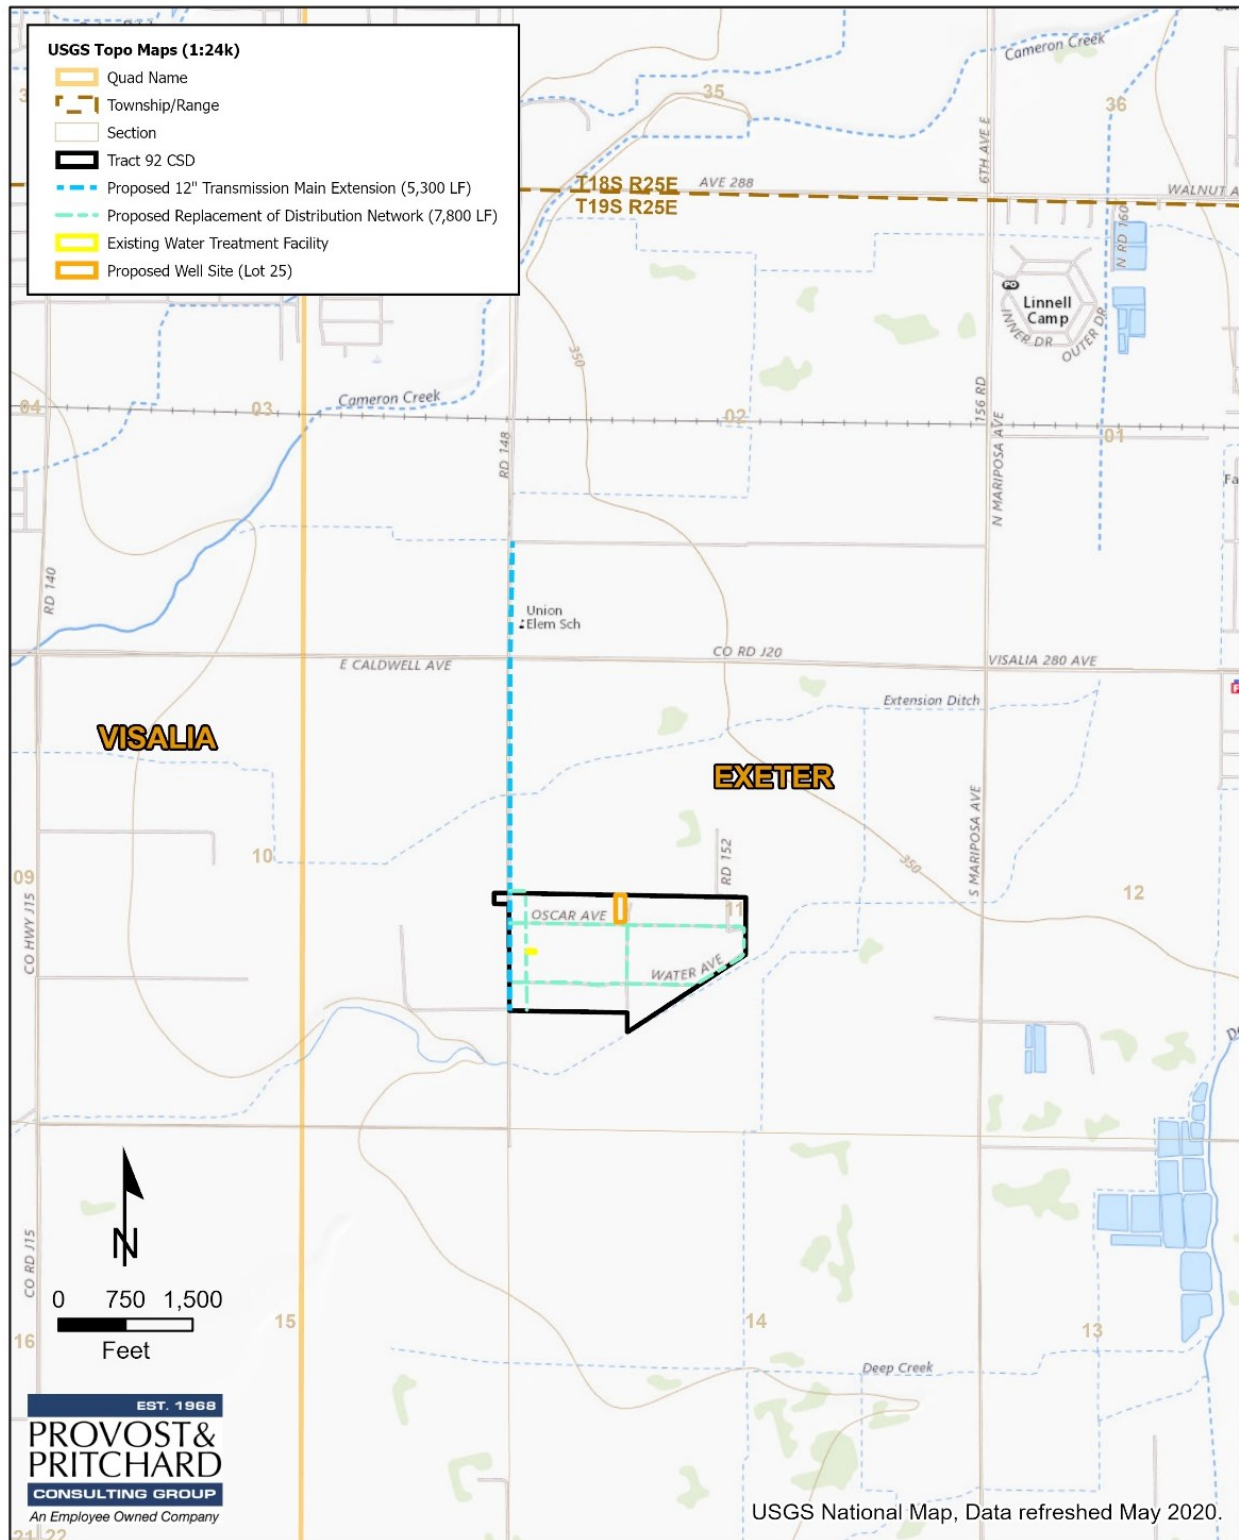 USGS Topo Maps (1:24k)
Quad Name
Township/Range
Section
Tract 92 CSD
Proposed 12" Transmission Main Extension (5,300 LF)
Proposed Replacement of Distribution Network (7,800 LF)
Existing Water Treatment Facility
Proposed Well Site (Lot 25)
Cameron Creek
35
36
6TH AVE E
T18S R25E
AVE 288
WALNUT A
T19S R25E
N RD 160
Linnell
Camp
PO
INNER DR
OUTER DR
350
04
03
Cameron Creek
02
156 RD
01
RD 148
N MARIPOSA AVE
Fa
RD 140
Union
Elem Sch
E CALDWELL AVE
CO RD J20
VISALIA 280 AVE
Extension Ditch
VISALIA
EXETER
S MARIPOSA AVE
10
RD 152
350
09
12
CO HWY J15
OSCAR AVE
11
WATER AVE
De
N
CO RD J15
0 750 1,500
Feet
15
14
13
16
Deep Creek
EST. 1968
PROVOST&
PRITCHARD
CONSULTING GROUP
An Employee Owned Company
USGS National Map, Data refreshed May 2020.
21 22